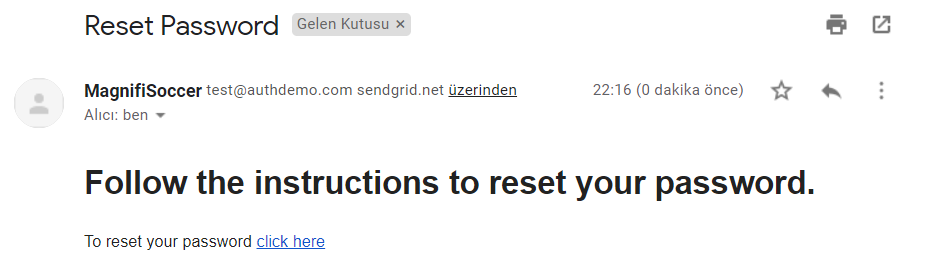 Reset Password Gelen Kutusu ×
MagnifiSoccer test@authdemo.com sendgrid.net üzerinden 22:16 (0 dakika önce)
Alıcı: ben
Follow the instructions to reset your password.
To reset your password click here